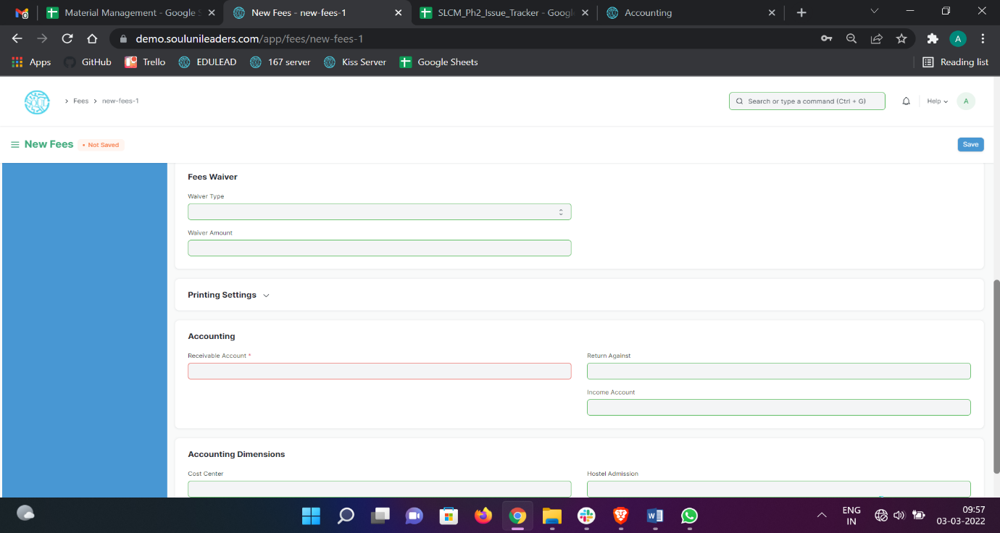 Material Management - Google S
New Fees - new-fees-1
SLCM_Ph2_Issue_Tracker - Googl
Accounting
demo.soulunileaders.com/app/fees/new-fees-1
A
Apps
GitHub
Trello
EDULEAD
167 server
Kiss Server
Google Sheets
Reading list
Fees
new-fees-1
Search or type a command (Ctrl + G)
Help
A
New Fees
Not Saved
Save
Fees Waiver
Waiver Type
Waiver Amount
Printing Settings
Accounting
Receivable Account *
Return Against
Income Account
Accounting Dimensions
Cost Center
Hostel Admission
ENG
IN
09:57
03-03-2022